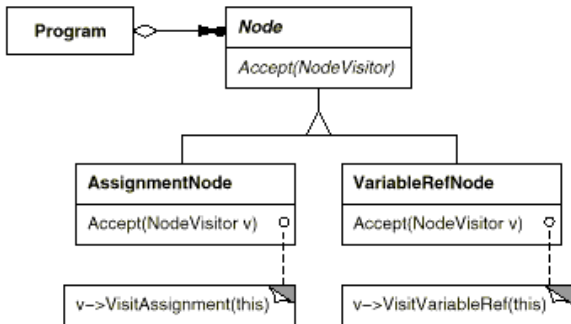 Program
Node
Accept(NodeVisitor)
AssignmentNode
Accept(NodeVisitor v)
VariableRefNode
Accept(NodeVisitor v)
v–>VisitAssignment(this)
v–>VisitVariableRef(this)